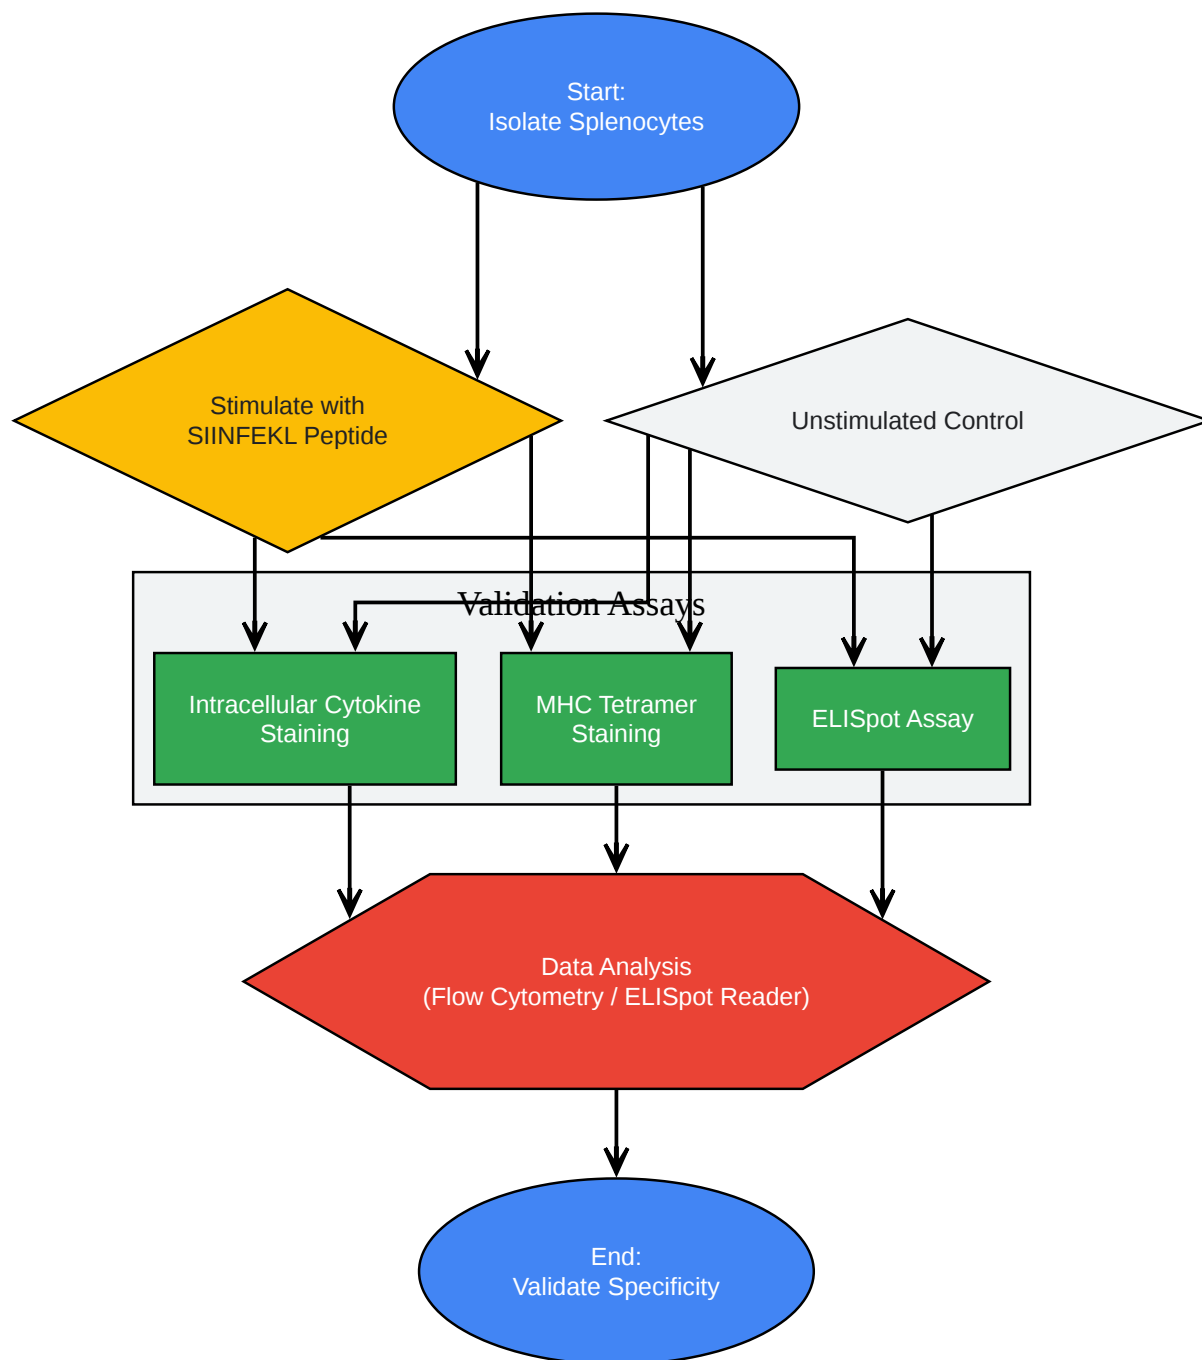 Start:
Isolate Splenocytes
Stimulate with
SIINFEKL Peptide
Unstimulated Control
Validation Assays
Intracellular Cytokine
Staining
MHC Tetramer
Staining
ELISpot Assay
Data Analysis
(Flow Cytometry / ELISpot Reader)
End:
Validate Specificity